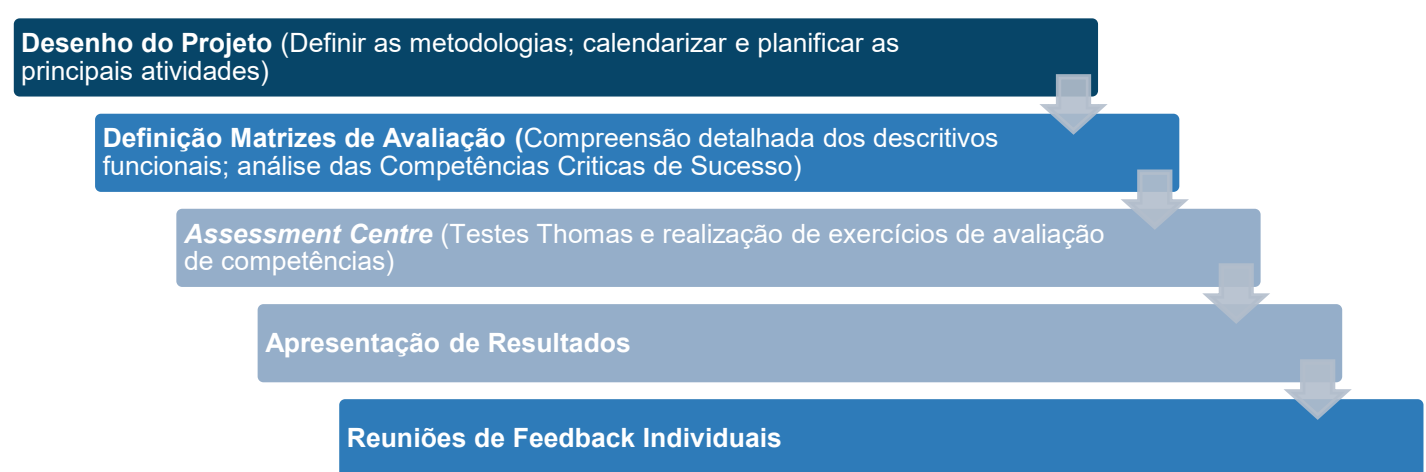 Desenho do Projeto (Definir as metodologias; calendarizar e planificar as
principais atividades)
Definição Matrizes de Avaliação (Compreensão detalhada dos descritivos
funcionais; análise das Competências Criticas de Sucesso)
Assessment Centre (Testes Thomas e realização de exercícios de avaliação
de competências)
Apresentação de Resultados
Reuniões de Feedback Individuais